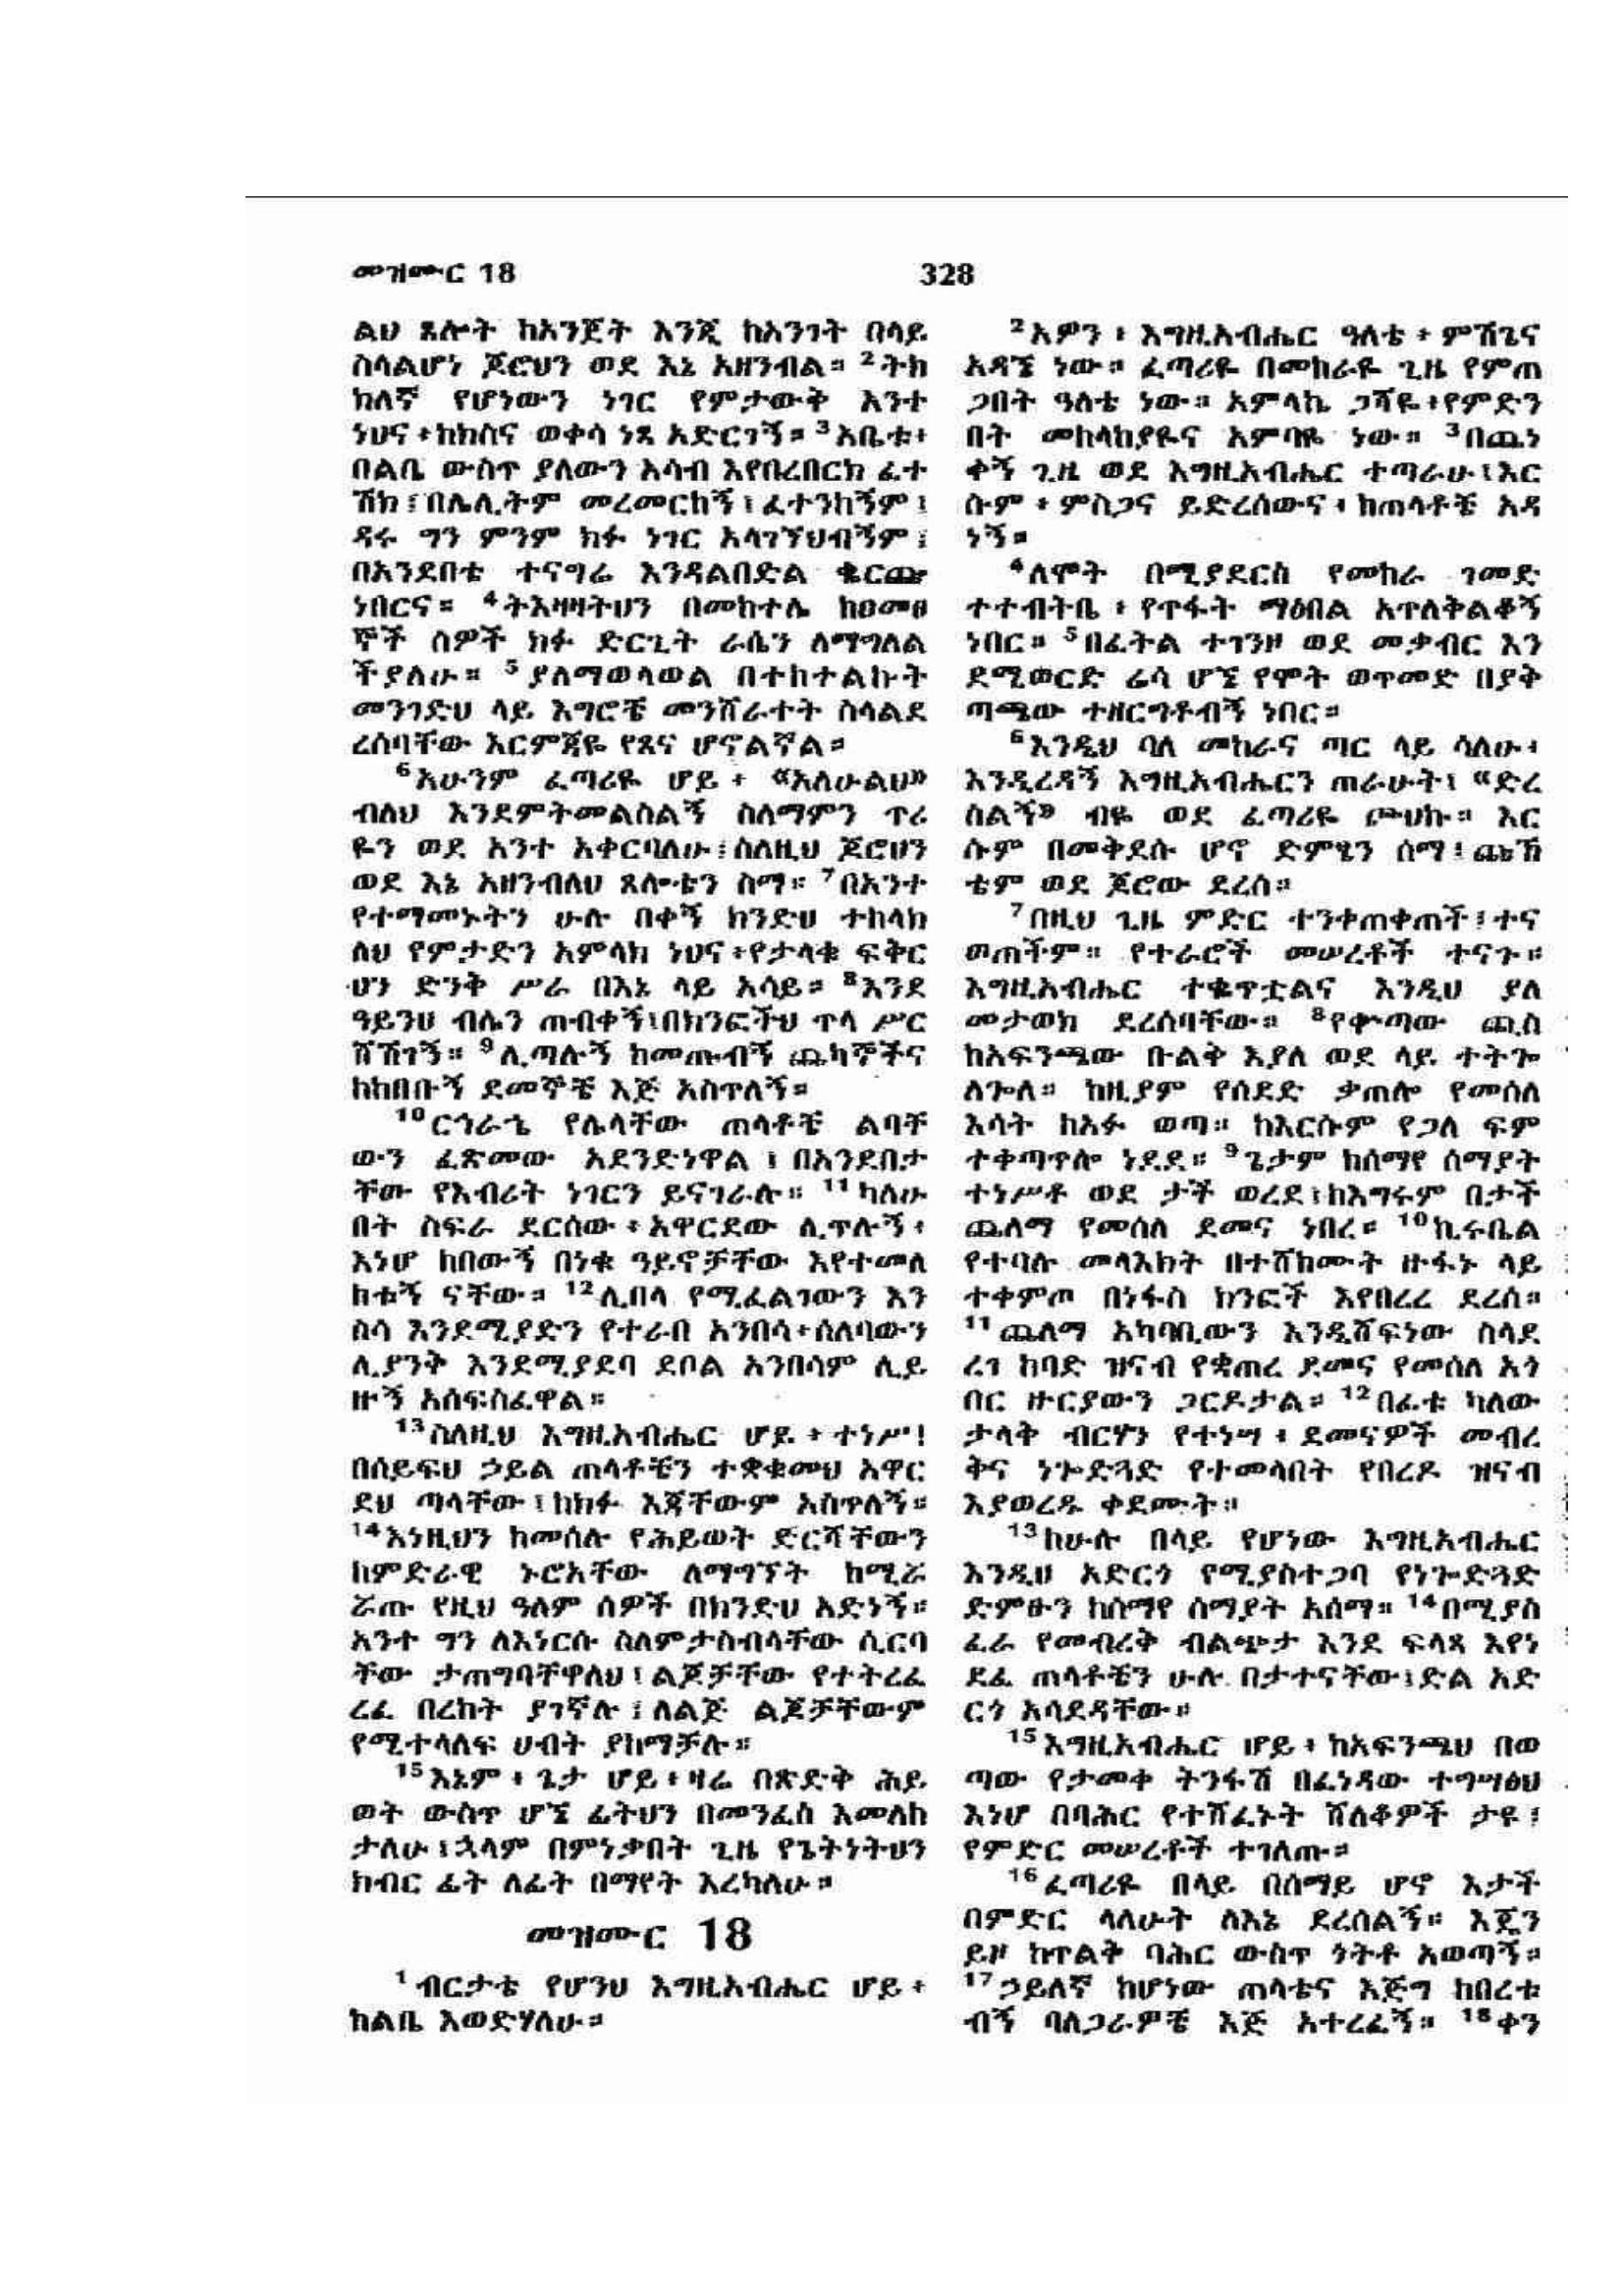 መዝሙር 18
328
ልህ ጸሎት ከአንጀት እንጂ ከአንገት በላይ
ስላልሆነ ጆሮህን ወደ እኔ አዘንብል። ²ትክ
ክለኛ የሆነውን ነገር የምታውቅ አንተ
ነህና፥ከክስና ወቀሳ ነጻ አድርገኝ። ³አቤቱ፥
በልቤ ውስጥ ያለውን አሳብ እየበረበርክ ፈተ
ሽክ፤በሌሊትም መረመርከኝ፤ፈተንከኝም፤
ዳሩ ግን ምንም ክፉ ነገር አላገኘህብኝም፤
በአንደበቴ ተናግሬ እንዳልበድል ቈርጩ
ነበርና። ⁴ትእዛዛትህን በመከተሌ ከዐመፀ
ኞች ሰዎች ክፉ ድርጊት ራሴን ለማግለል
ችያለሁ። ⁵ያለማወላወል በተከተልኩት
መንገድህ ላይ እግሮቼ መንሸራተት ስላልደ
ረሰባቸው እርምጃዬ የጸና ሆኖልኛል።
⁶አሁንም ፈጣሪዬ ሆይ፥ «አለሁልህ»
ብለህ እንደምትመልስልኝ ስለማምን ጥሪ
ዬን ወደ አንተ አቀርባለሁ፤ስለዚህ ጆሮህን
ወደ እኔ አዘንብለህ ጸሎቴን ስማ። ⁷በአንተ
የተማመኑትን ሁሉ በቀኝ ክንድህ ተከላክ
ለህ የምታድን አምላክ ነህና፥የታላቁ ፍቅር
ህን ድንቅ ሥራ በእኔ ላይ አሳይ። ⁸እንደ
ዓይንህ ብሌን ጠብቀኝ፤በክንፎችህ ጥላ ሥር
ሸሽገኝ። ⁹ሊጣሉኝ ከመጡብኝ ጨካኞችና
ከከበቡኝ ደመኞቼ እጅ አስጥለኝ።
¹⁰ርኅራኄ የሌላቸው ጠላቶቼ ልባቸ
ውን ፈጽመው አደንድነዋል፤በአንደበታ
ቸው የእብሪት ነገርን ይናገራሉ። ¹¹ካለሁ
በት ስፍራ ደርሰው፥አዋርደው ሊጥሉኝ፥
እነሆ ከበውኝ በነቁ ዓይኖቻቸው እየተመለ
ከቱኝ ናቸው። ¹²ሊበላ የሚፈልገውን እን
ስሳ እንደሚያድን የተራበ አንበሳ፥ሰለባውን
ሊያንቅ እንደሚያደባ ደቦል አንበሳም ሊይ
ዙኝ አሰፍስፈዋል።
¹³ስለዚህ እግዚአብሔር ሆይ፥ተነሥ!
በሰይፍህ ኃይል ጠላቶቼን ተቋቁመህ አዋር
ደህ ጣላቸው፤ከክፉ እጃቸውም አስጥለኝ።
¹⁴እነዚህን ከመሰሉ የሕይወት ድርሻቸውን
ከምድራዊ ኑሮአቸው ለማግኘት ከሚሯ
ሯጡ የዚህ ዓለም ሰዎች በክንድህ አድነኝ።
አንተ ግን ለእነርሱ ስለምታስብላቸው ሲርባ
ቸው ታጠግባቸዋለህ፤ልጆቻቸው የተትረፈ
ረፈ በረከት ያገኛሉ፤ለልጅ ልጆቻቸውም
የሚተላለፍ ሀብት ያከማቻሉ።
¹⁵እኔም፥ጌታ ሆይ፥ዛሬ በጽድቅ ሕይ
ወት ውስጥ ሆኜ ፊትህን በመንፈስ እመለከ
ታለሁ፤ኋላም በምነቃበት ጊዜ የጌትነትህን
ክብር ፊት ለፊት በማየት እረካለሁ።
መዝሙር 18
¹ብርታቴ የሆንህ እግዚአብሔር ሆይ፥
ከልቤ እወድሃለሁ።
²አዎን፥እግዚአብሔር ዓለቴ፥ምሽጌና
አዳኜ ነው። ፈጣሪዬ በመከራዬ ጊዜ የምጠ
ጋበት ዓለቴ ነው። አምላኬ ጋሻዬ፥የምድን
በት መከላከያዬና አምባዬ ነው። ³በጨነ
ቀኝ ጊዜ ወደ እግዚአብሔር ተጣራሁ፤እር
ሱም፥ምስጋና ይድረሰውና፥ከጠላቶቼ አዳ
ነኝ።
⁴ለሞት በሚያደርስ የመከራ ገመድ
ተተብትቤ፥የጥፋት ማዕበል አጥለቅልቆኝ
ነበር። ⁵በፈትል ተገንዞ ወደ መቃብር እን
ደሚወርድ ሬሳ ሆኜ የሞት ወጥመድ በያቅ
ጣጫው ተዘርግቶብኝ ነበር።
⁶እንዲህ ባለ መከራና ጣር ላይ ሳለሁ፥
እንዲረዳኝ እግዚአብሔርን ጠራሁት፤ «ድረ
ስልኝ» ብዬ ወደ ፈጣሪዬ ጮህኩ። እር
ሱም በመቅደሱ ሆኖ ድምፄን ሰማ፤ጩኸ
ቴም ወደ ጆሮው ደረሰ።
⁷በዚህ ጊዜ ምድር ተንቀጠቀጠች፤ተና
ወጠችም። የተራሮች መሠረቶች ተናጉ።
እግዚአብሔር ተቈጥቷልና እንዲህ ያለ
መታወክ ደረሰባቸው። ⁸የቍጣው ጪስ
ከአፍንጫው ቡልቅ እያለ ወደ ላይ ተትጐ
ለጐለ። ከዚያም የሰደድ ቃጠሎ የመሰለ
እሳት ከአፉ ወጣ። ከእርሱም የጋለ ፍም
ተቀጣጥሎ ነደደ። ⁹ጌታም ከሰማየ ሰማያት
ተነሥቶ ወደ ታች ወረደ፤ከእግሩም በታች
ጨለማ የመሰለ ደመና ነበረ። ¹⁰ኪሩቤል
የተባሉ መላእክት በተሸከሙት ዙፋኑ ላይ
ተቀምጦ በነፋስ ክንፎች እየበረረ ደረሰ።
¹¹ጨለማ አካባቢውን እንዲሸፍነው ስላደ
ረገ ከባድ ዝናብ የቋጠረ ደመና የመሰለ አጎ
በር ዙርያውን ጋርዶታል። ¹²በፊቱ ካለው
ታላቅ ብርሃን የተነሣ፥ደመናዎች መብረ
ቅና ነጐድጓድ የተመላበት የበረዶ ዝናብ
እያወረዱ ቀደሙት።
¹³ከሁሉ በላይ የሆነው እግዚአብሔር
እንዲህ አድርጎ የሚያስተጋባ የነጐድጓድ
ድምፁን ከሰማየ ሰማያት አሰማ። ¹⁴በሚያስ
ፈራ የመብረቅ ብልጭታ እንደ ፍላጻ እየነ
ደፈ ጠላቶቼን ሁሉ በታተናቸው፤ድል አድ
ርጎ አሳደዳቸው።
¹⁵እግዚአብሔር ሆይ፥ከአፍንጫህ በወ
ጣው የታመቀ ትንፋሽ በፈነዳው ተግሣፅህ
እነሆ በባሕር የተሸፈኑት ሸለቆዎች ታዩ፤
የምድር መሠረቶች ተገለጡ።
¹⁶ፈጣሪዬ በላይ በሰማይ ሆኖ እታች
በምድር ላለሁት ለእኔ ደረሰልኝ። እጄን
ይዞ ከጥልቅ ባሕር ውስጥ ጎትቶ አወጣኝ።
¹⁷ኃይለኛ ከሆነው ጠላቴና እጅግ ከበረቱ
ብኝ ባለጋራዎቼ እጅ አተረፈኝ። ¹⁸ቀን